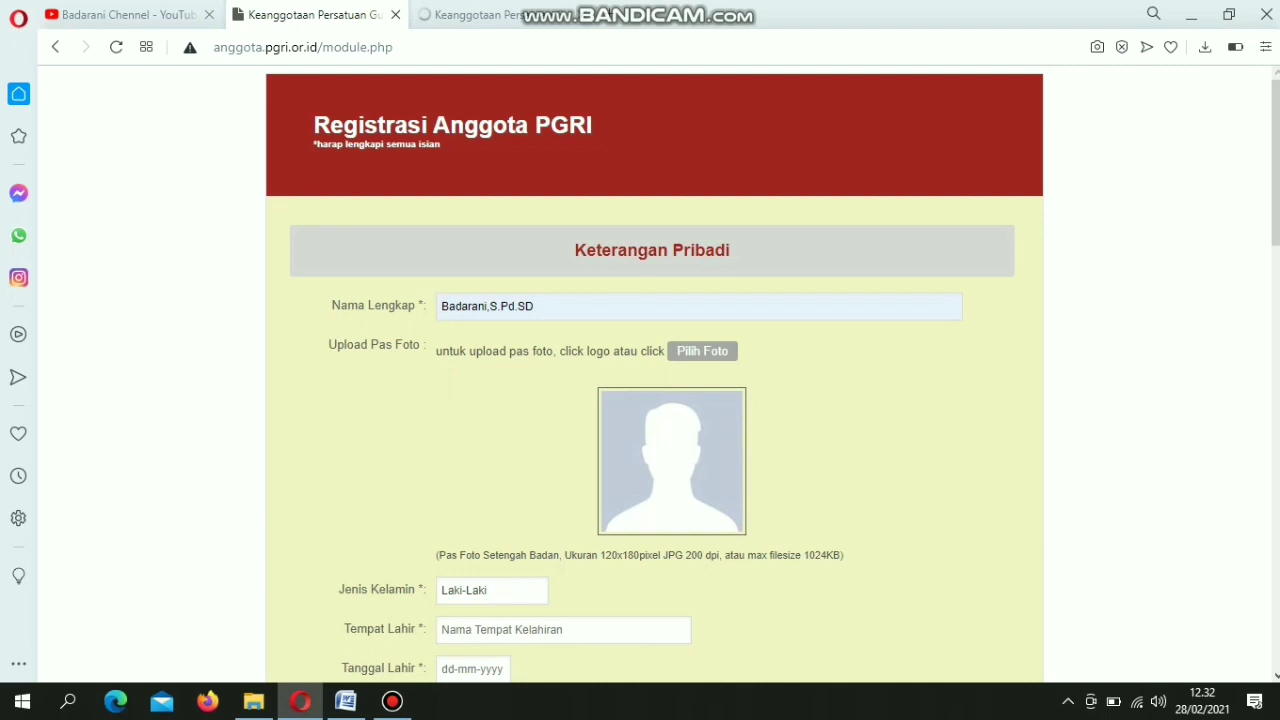 Badarani Chennel - YouTub
Keanggotaan Persatuan Gu
Keanggotaan Pers
www.BANDICAM.com
anggota.pgri.or.id/module.php
Registrasi Anggota PGRI
*harap lengkapi semua isian
Keterangan Pribadi
Nama Lengkap *: Badarani,S.Pd.SD
Upload Pas Foto : untuk upload pas foto, click logo atau click Pilih Foto
(Pas Foto Setengah Badan, Ukuran 120x180pixel JPG 200 dpi, atau max filesize 1024KB)
Jenis Kelamin *: Laki-Laki
Tempat Lahir *: Nama Tempat Kelahiran
Tanggal Lahir *: dd-mm-yyyy
12.32
28/02/2021